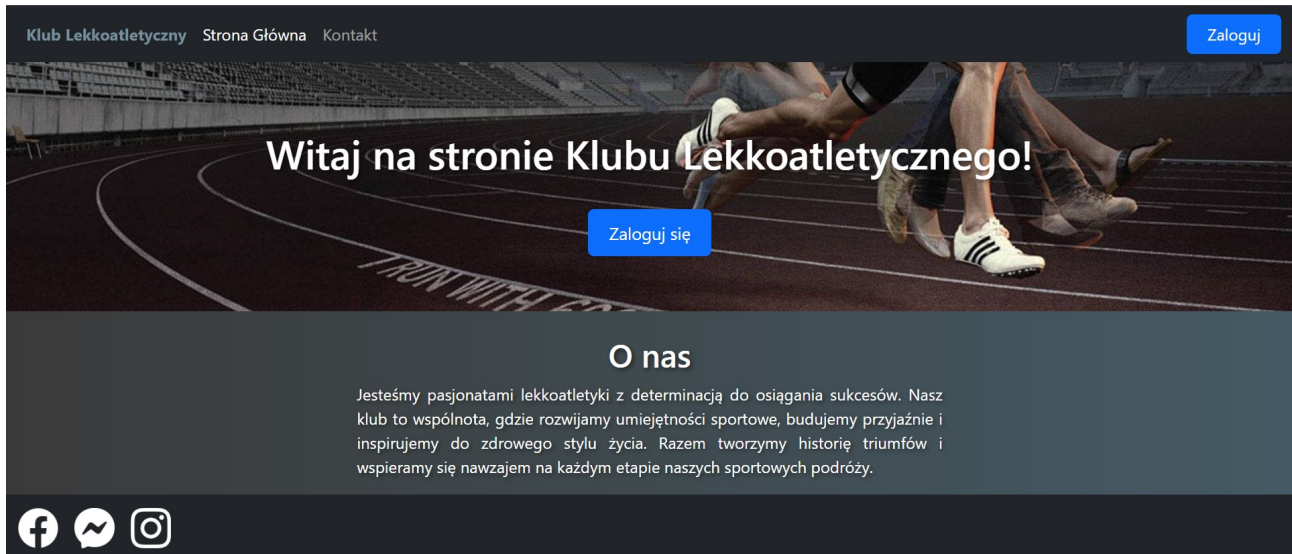 Klub Lekkoatletyczny Strona Główna Kontakt Zaloguj
Witaj na stronie Klubu Lekkoatletycznego!
Zaloguj się
I RUN WITH
O nas
Jesteśmy pasjonatami lekkoatletyki z determinacją do osiągania sukcesów. Nasz
klub to wspólnota, gdzie rozwijamy umiejętności sportowe, budujemy przyjaźnie i
inspirujemy do zdrowego stylu życia. Razem tworzymy historię triumfów i
wspieramy się nawzajem na każdym etapie naszych sportowych podróży.